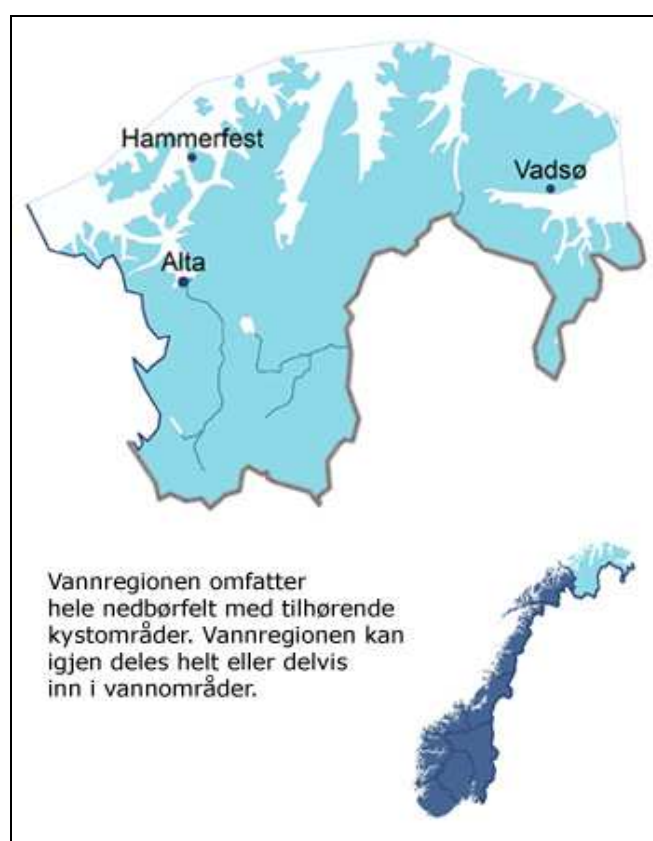 Hammerfest
Vadsø
Alta
Vannregionen omfatter
hele nedbørfelt med tilhørende
kystområder. Vannregionen kan
igjen deles helt eller delvis
inn i vannområder.